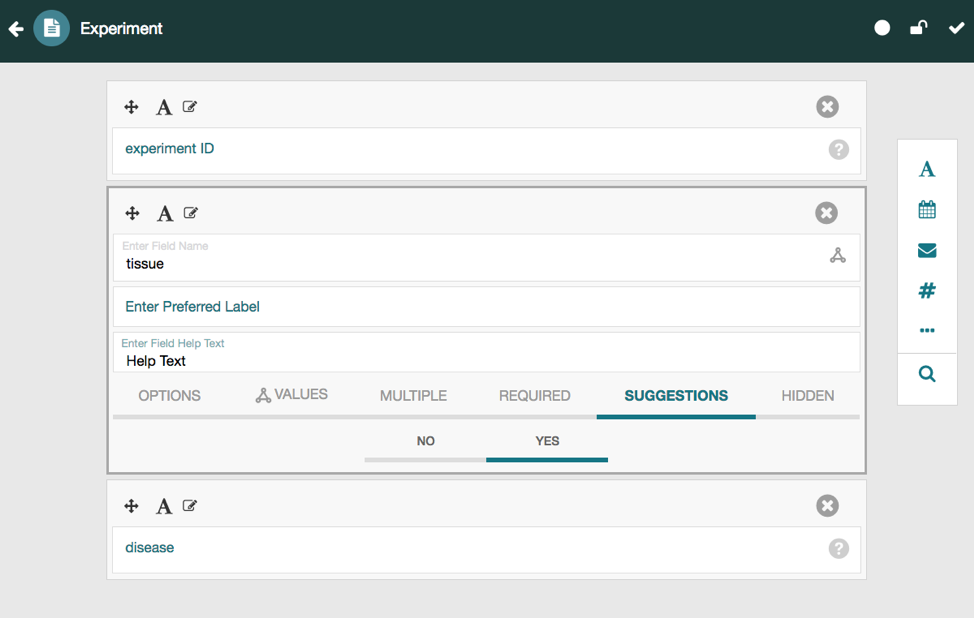 Experiment
experiment ID
Enter Field Name
tissue
Enter Preferred Label
Enter Field Help Text
Help Text
OPTIONS VALUES MULTIPLE REQUIRED SUGGESTIONS HIDDEN
NO YES
disease